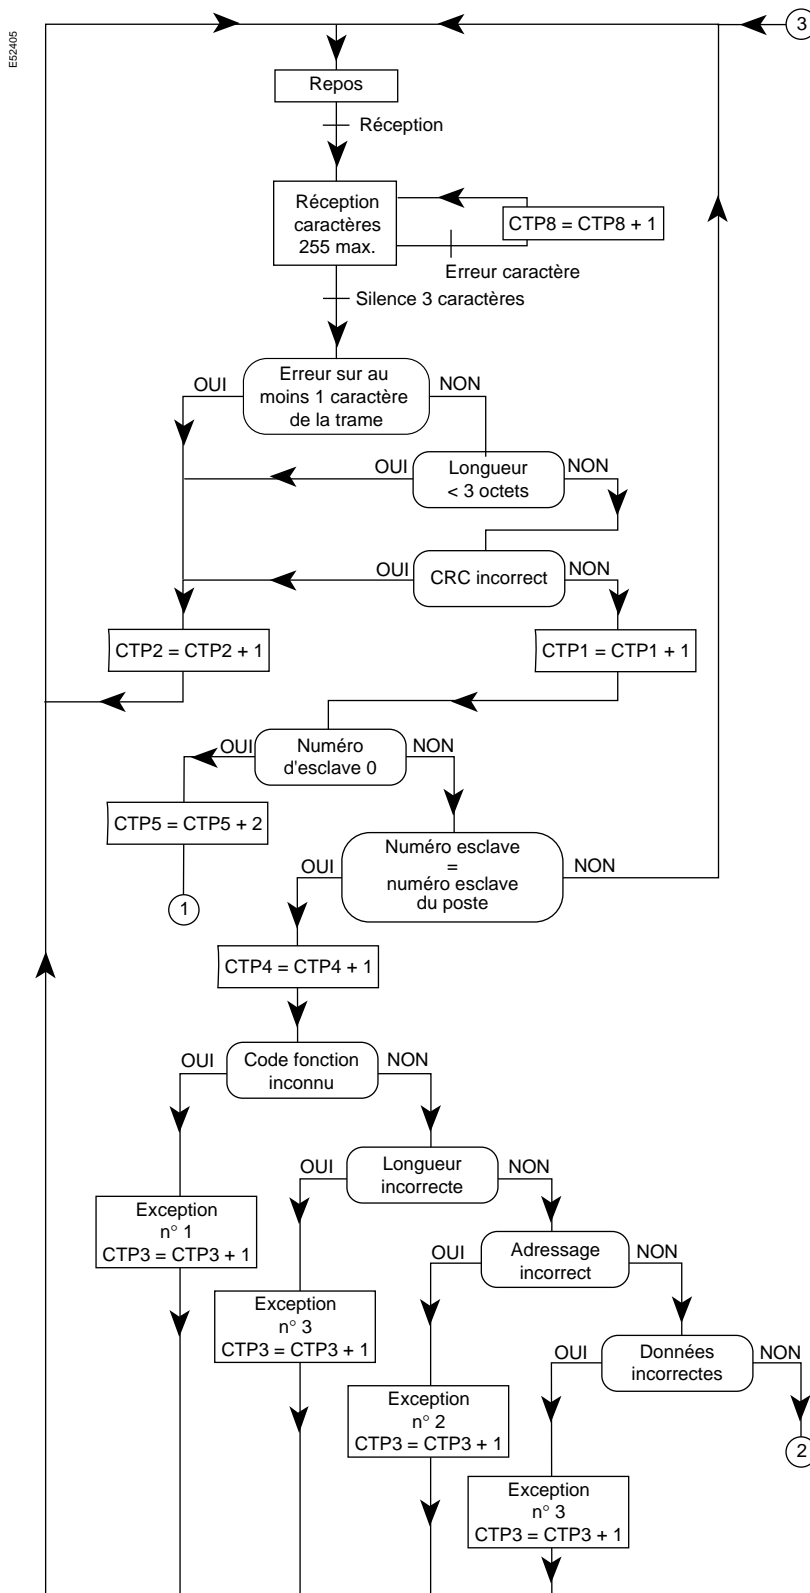 E52405
3
Repos
Réception
Réception
caractères
255 max.
CTP8 = CTP8 + 1
Erreur caractère
Silence 3 caractères
OUI
Erreur sur au
moins 1 caractère
de la trame
NON
OUI
Longueur
< 3 octets
NON
OUI
CRC incorrect
NON
CTP2 = CTP2 + 1
CTP1 = CTP1 + 1
OUI
Numéro
d'esclave 0
NON
CTP5 = CTP5 + 2
1
OUI
Numéro esclave
=
numéro esclave
du poste
NON
CTP4 = CTP4 + 1
OUI
Code fonction
inconnu
NON
OUI
Longueur
incorrecte
NON
Exception
n° 1
CTP3 = CTP3 + 1
OUI
Adressage
incorrect
NON
Exception
n° 3
CTP3 = CTP3 + 1
OUI
Données
incorrectes
NON
Exception
n° 2
CTP3 = CTP3 + 1
2
Exception
n° 3
CTP3 = CTP3 + 1